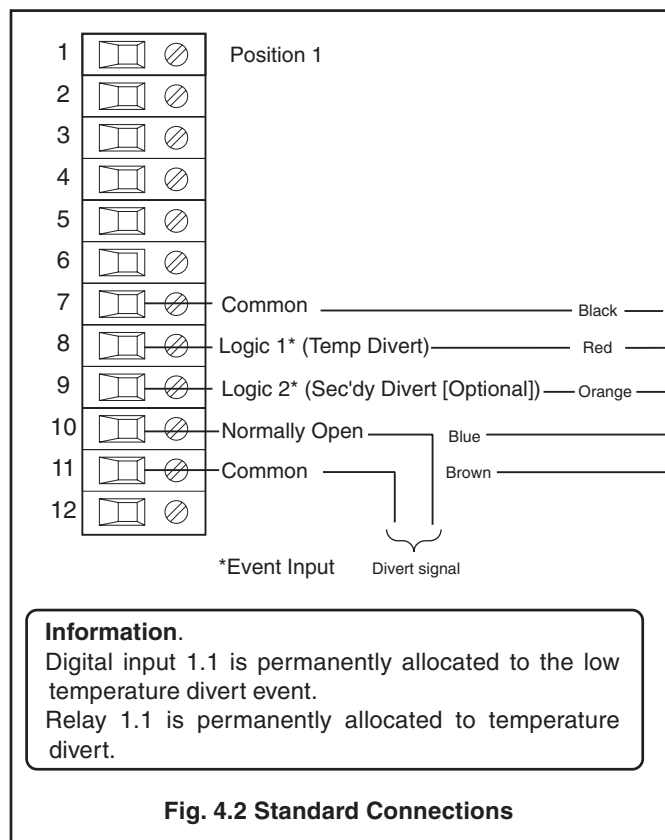 1 Position 1
2
3
4
5
6
7 Common Black
8 Logic 1* (Temp Divert) Red
9 Logic 2* (Sec'dy Divert [Optional]) Orange
10 Normally Open Blue
11 Common Brown
12
*Event Input Divert signal
Information.
Digital input 1.1 is permanently allocated to the low
temperature divert event.
Relay 1.1 is permanently allocated to temperature
divert.
Fig. 4.2 Standard Connections